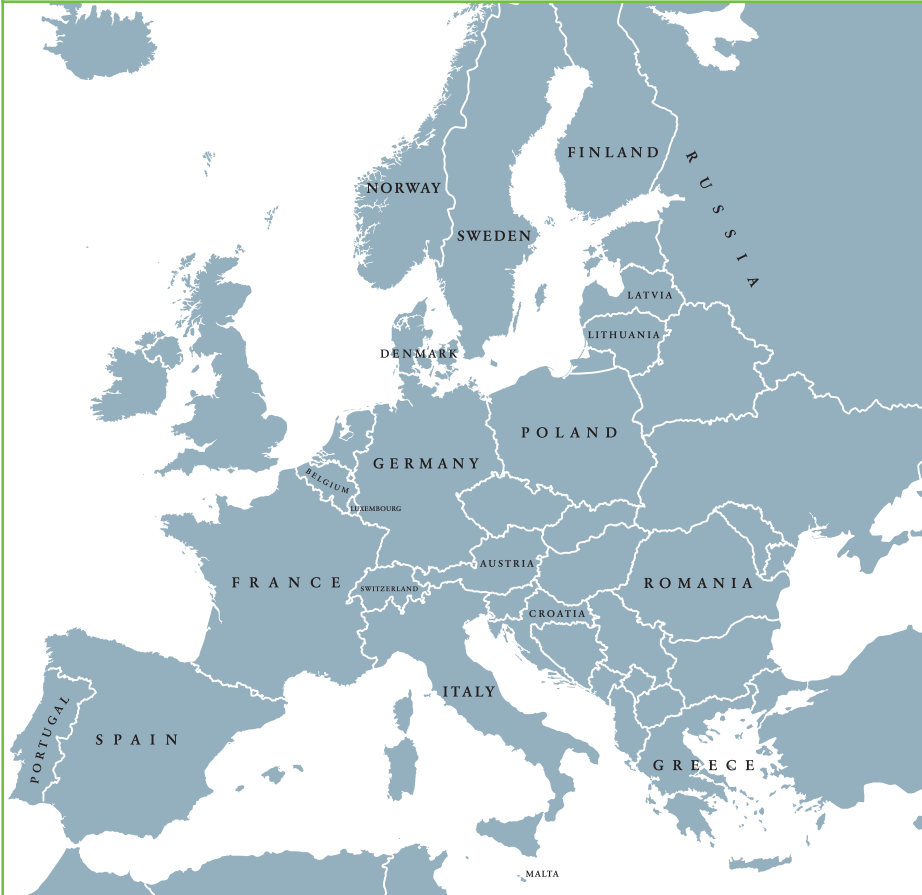 FINLAND
RUSSIA
NORWAY
SWEDEN
LATVIA
LITHUANIA
DENMARK
POLAND
GERMANY
BELGIUM
LUXEMBOURG
AUSTRIA
FRANCE
SWITZERLAND
ROMANIA
CROATIA
ITALY
PORTUGAL
SPAIN
GREECE
MALTA